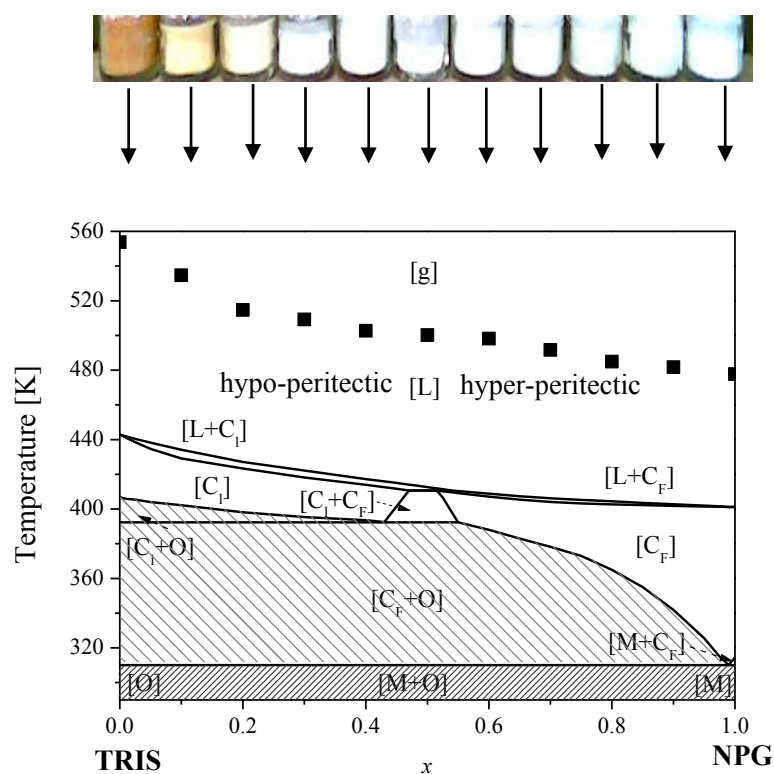 560
[g]
520
480
hypo-peritectic [L] hyper-peritectic
440
[L+C_I]
[L+C_F]
400
[C_I]
[C_I+C_F]
[C_F]
[C_I+O]
360
[C_F+O]
[M+C_F]
320
[O] [M+O] [M]
0.0 0.2 0.4 0.6 0.8 1.0
TRIS x NPG
Temperature [K]